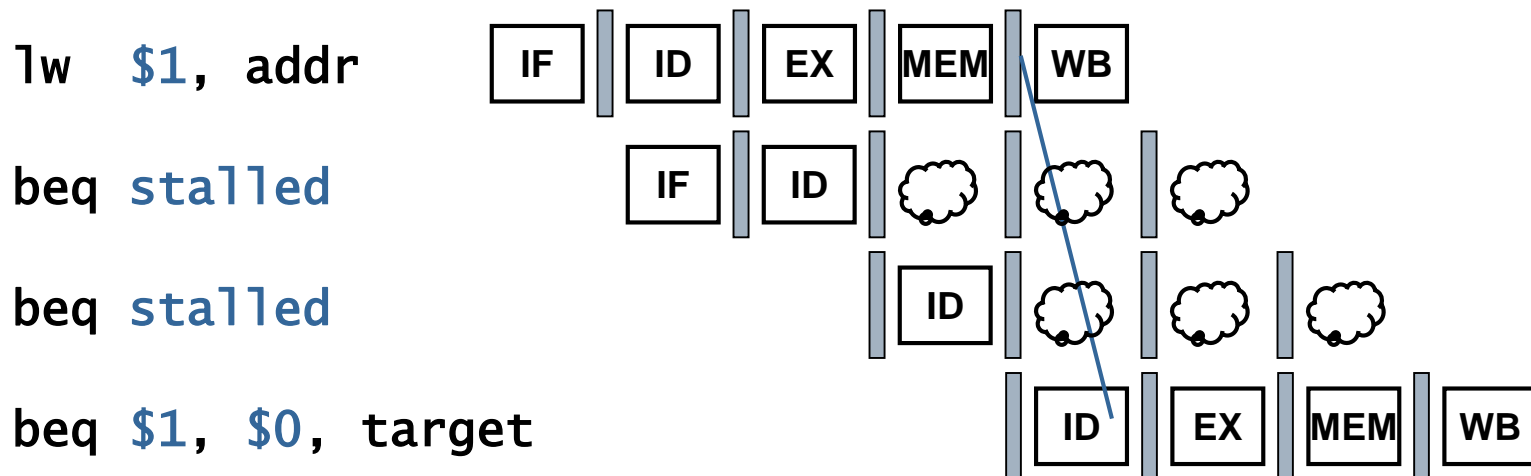 lw $1, addr IF ID EX MEM WB
beq stalled IF ID
beq stalled ID
beq $1, $0, target ID EX MEM WB